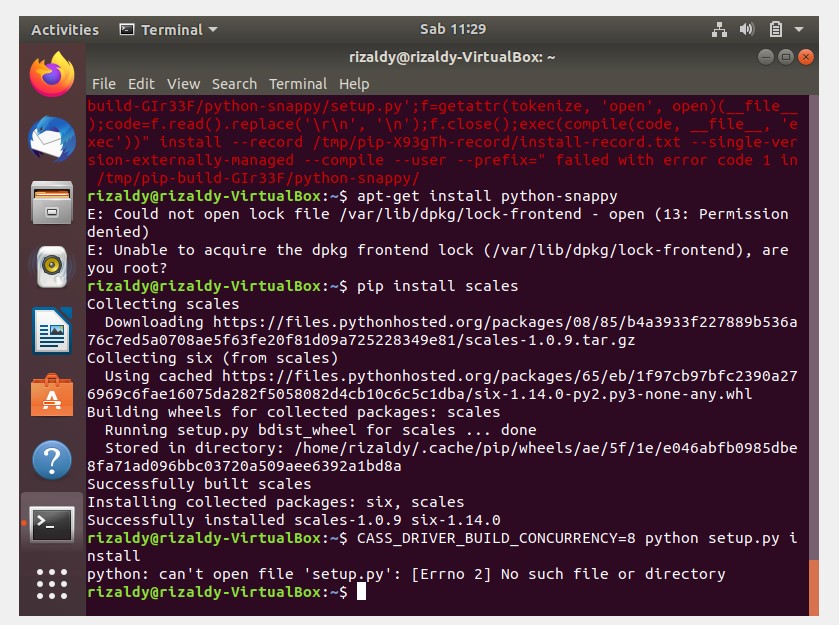 Activities Terminal Sab 11:29
rizaldy@rizaldy-VirtualBox: ~
File Edit View Search Terminal Help
build-GIr33F/python-snappy/setup.py';f=getattr(tokenize, 'open', open)(__file__
);code=f.read().replace('\r\n', '\n');f.close();exec(compile(code, __file__, 'e
xec'))" install --record /tmp/pip-X93gTh-record/install-record.txt --single-ver
sion-externally-managed --compile --user --prefix=" failed with error code 1 in
/tmp/pip-build-GIr33F/python-snappy/
rizaldy@rizaldy-VirtualBox:~$ apt-get install python-snappy
E: Could not open lock file /var/lib/dpkg/lock-frontend - open (13: Permission
denied)
E: Unable to acquire the dpkg frontend lock (/var/lib/dpkg/lock-frontend), are
you root?
rizaldy@rizaldy-VirtualBox:~$ pip install scales
Collecting scales
Downloading https://files.pythonhosted.org/packages/08/85/b4a3933f227889b536a
76c7ed5a0708ae5f63fe20f81d09a725228349e81/scales-1.0.9.tar.gz
Collecting six (from scales)
Using cached https://files.pythonhosted.org/packages/65/eb/1f97cb97bfc2390a27
6969c6fae16075da282f5058082d4cb10c6c5c1dba/six-1.14.0-py2.py3-none-any.whl
Building wheels for collected packages: scales
Running setup.py bdist_wheel for scales ... done
Stored in directory: /home/rizaldy/.cache/pip/wheels/ae/5f/1e/e046abfb0985dbe
8fa71ad096bbc03720a509aee6392a1bd8a
Successfully built scales
Installing collected packages: six, scales
Successfully installed scales-1.0.9 six-1.14.0
rizaldy@rizaldy-VirtualBox:~$ CASS_DRIVER_BUILD_CONCURRENCY=8 python setup.py i
nstall
python: can't open file 'setup.py': [Errno 2] No such file or directory
rizaldy@rizaldy-VirtualBox:~$